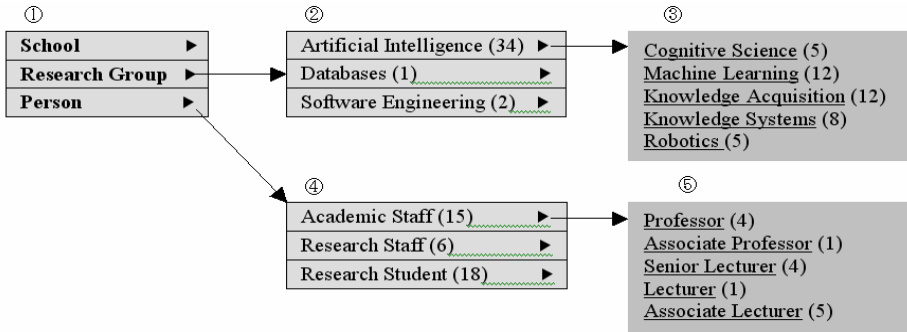 ①
School
Research Group
Person
②
Artificial Intelligence (34)
Databases (1)
Software Engineering (2)
③
Cognitive Science (5)
Machine Learning (12)
Knowledge Acquisition (12)
Knowledge Systems (8)
Robotics (5)
④
Academic Staff (15)
Research Staff (6)
Research Student (18)
⑤
Professor (4)
Associate Professor (1)
Senior Lecturer (4)
Lecturer (1)
Associate Lecturer (5)